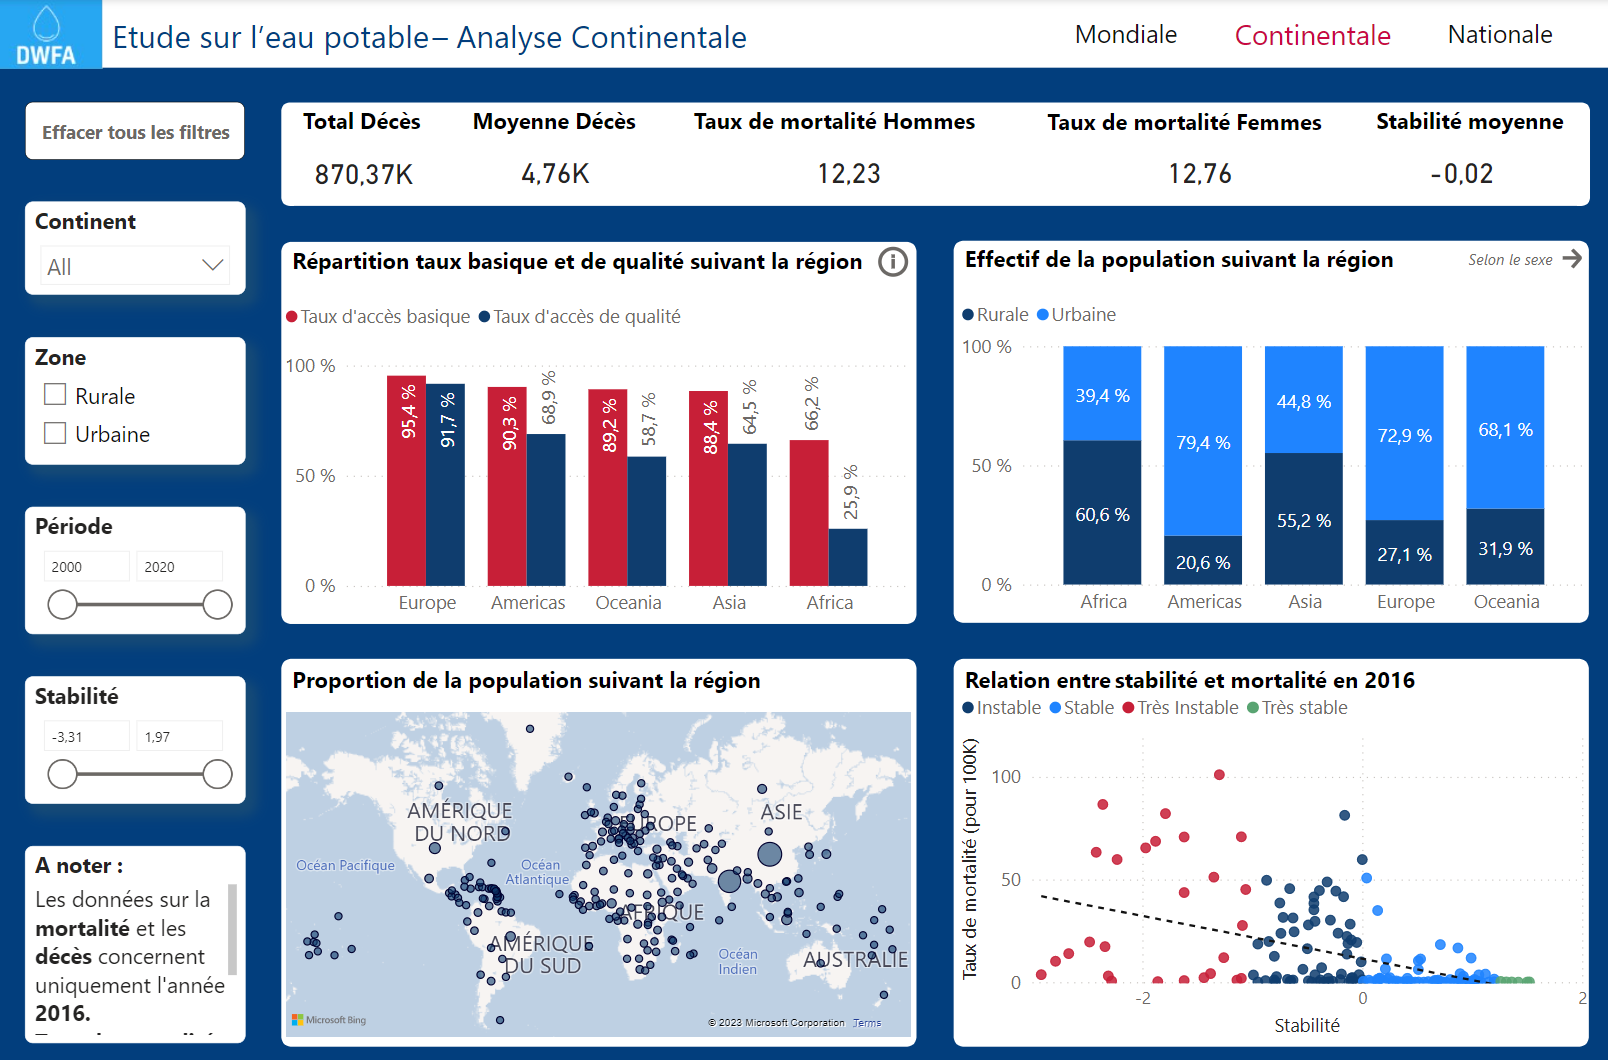 DWFA
Etude sur l’eau potable– Analyse Continentale
Mondiale
Continentale
Nationale
Effacer tous les filtres
Continent
All
Zone
Rurale
Urbaine
Période
2000
2020
Stabilité
-3,31
1,97
A noter :
Les données sur la
mortalité et les
décès concernent
uniquement l'année
2016.
Total Décès
870,37K
Moyenne Décès
4,76K
Taux de mortalité Hommes
12,23
Taux de mortalité Femmes
12,76
Stabilité moyenne
-0,02
Répartition taux basique et de qualité suivant la région
Taux d'accès basique
Taux d'accès de qualité
100 %
50 %
0 %
95,4 %
91,7 %
90,3 %
68,9 %
89,2 %
58,7 %
88,4 %
64,5 %
66,2 %
25,9 %
Europe
Americas
Oceania
Asia
Africa
Effectif de la population suivant la région
Selon le sexe
Rurale
Urbaine
100 %
50 %
0 %
39,4 %
60,6 %
79,4 %
20,6 %
44,8 %
55,2 %
72,9 %
27,1 %
68,1 %
31,9 %
Africa
Americas
Asia
Europe
Oceania
Proportion de la population suivant la région
AMÉRIQUE
DU NORD
EUROPE
ASIE
Océan Pacifique
Océan
Atlantique
AFRIQUE
AMÉRIQUE
DU SUD
Océan
Indien
AUSTRALIE
Microsoft Bing
© 2023 Microsoft Corporation
Terms
Relation entre stabilité et mortalité en 2016
Instable
Stable
Très Instable
Très stable
Taux de mortalité (pour 100K)
100
50
0
-2
0
2
Stabilité